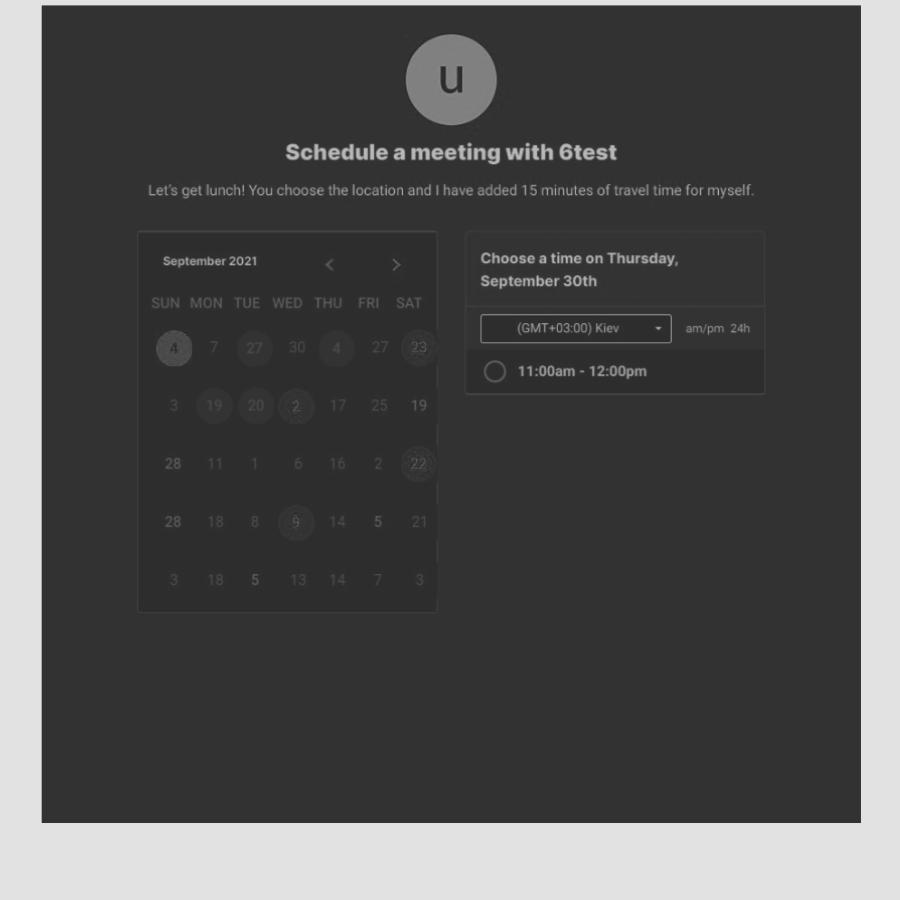 u
Schedule a meeting with 6test
Let's get lunch! You choose the location and I have added 15 minutes of travel time for myself.
September 2021
SUN MON TUE WED THU FRI SAT
4 7 27 30 4 27 23
3 19 20 2 17 25 19
28 11 1 6 16 2 22
28 18 8 9 14 5 21
3 18 5 13 14 7 3
Choose a time on Thursday,
September 30th
(GMT+03:00) Kiev am/pm 24h
11:00am - 12:00pm